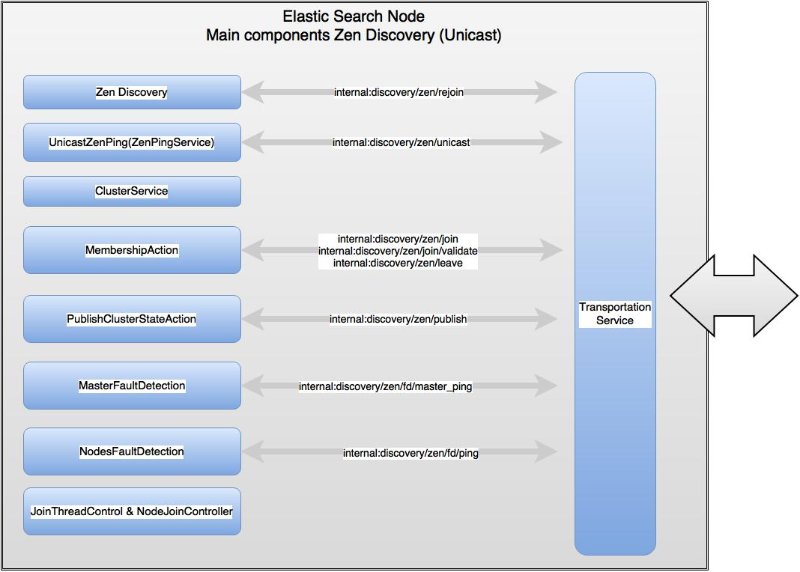 Elastic Search Node
Main components Zen Discovery (Unicast)
Zen Discovery
internal:discovery/zen/rejoin
UnicastZenPing(ZenPingService)
internal:discovery/zen/unicast
ClusterService
MembershipAction
internal:discovery/zen/join
internal:discovery/zen/join/validate
internal:discovery/zen/leave
PublishClusterStateAction
internal:discovery/zen/publish
Transportation
Service
MasterFaultDetection
internal:discovery/zen/fd/master_ping
NodesFaultDetection
internal:discovery/zen/fd/ping
JoinThreadControl & NodeJoinController